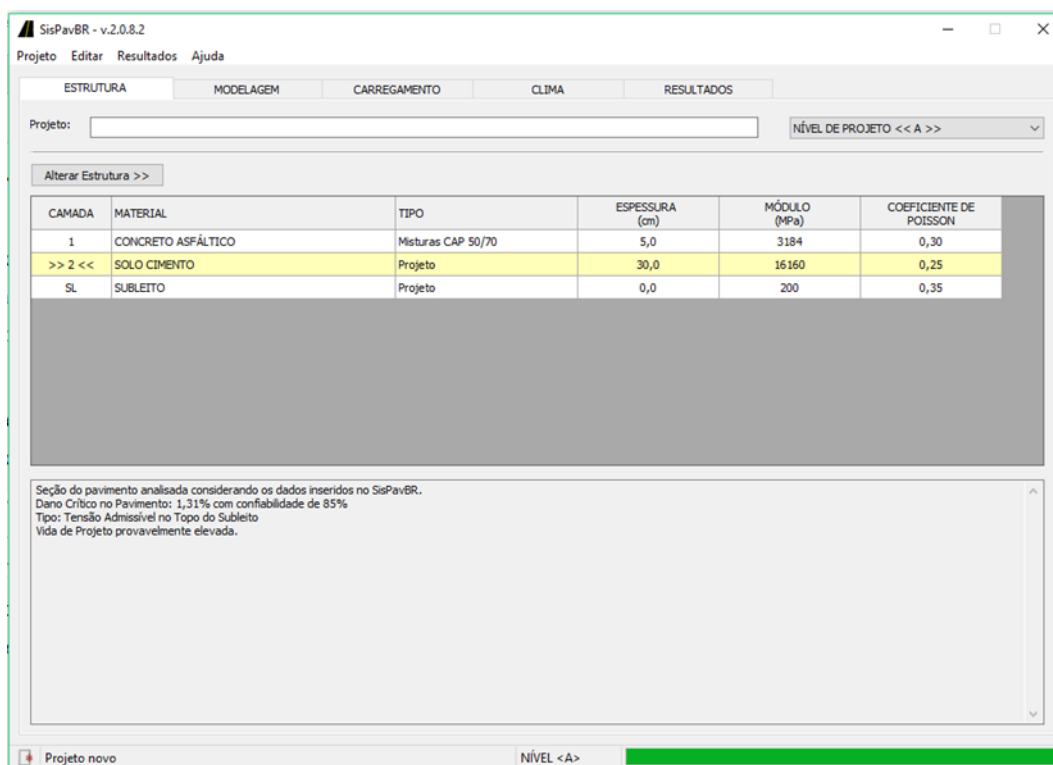 SisPavBR - v.2.0.8.2
Projeto Editar Resultados Ajuda
ESTRUTURA MODELAGEM CARREGAMENTO CLIMA RESULTADOS
Projeto: NÍVEL DE PROJETO << A >>
Alterar Estrutura >>
CAMADA MATERIAL TIPO ESPESSURA (cm) MÓDULO (MPa) COEFICIENTE DE POISSON
1 CONCRETO ASFÁLTICO Misturas CAP 50/70 5,0 3184 0,30
>> 2 << SOLO CIMENTO Projeto 30,0 16160 0,25
SL SUBLEITO Projeto 0,0 200 0,35
Seção do pavimento analisada considerando os dados inseridos no SisPavBR.
Dano Crítico no Pavimento: 1,31% com confiabilidade de 85%
Tipo: Tensão Admissível no Topo do Subleito
Vida de Projeto provavelmente elevada.
Projeto novo NÍVEL <A>